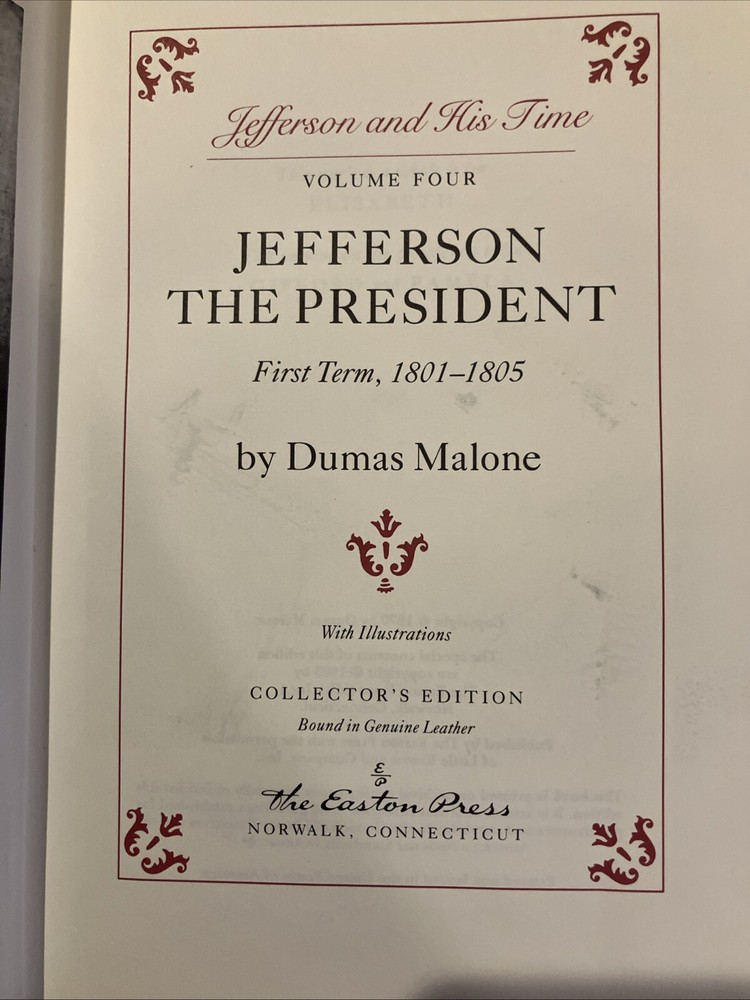 Jefferson and His Time
VOLUME FOUR
JEFFERSON
THE PRESIDENT
First Term, 1801–1805
by Dumas Malone
With Illustrations
COLLECTOR'S EDITION
Bound in Genuine Leather
E
P
The Easton Press
NORWALK, CONNECTICUT